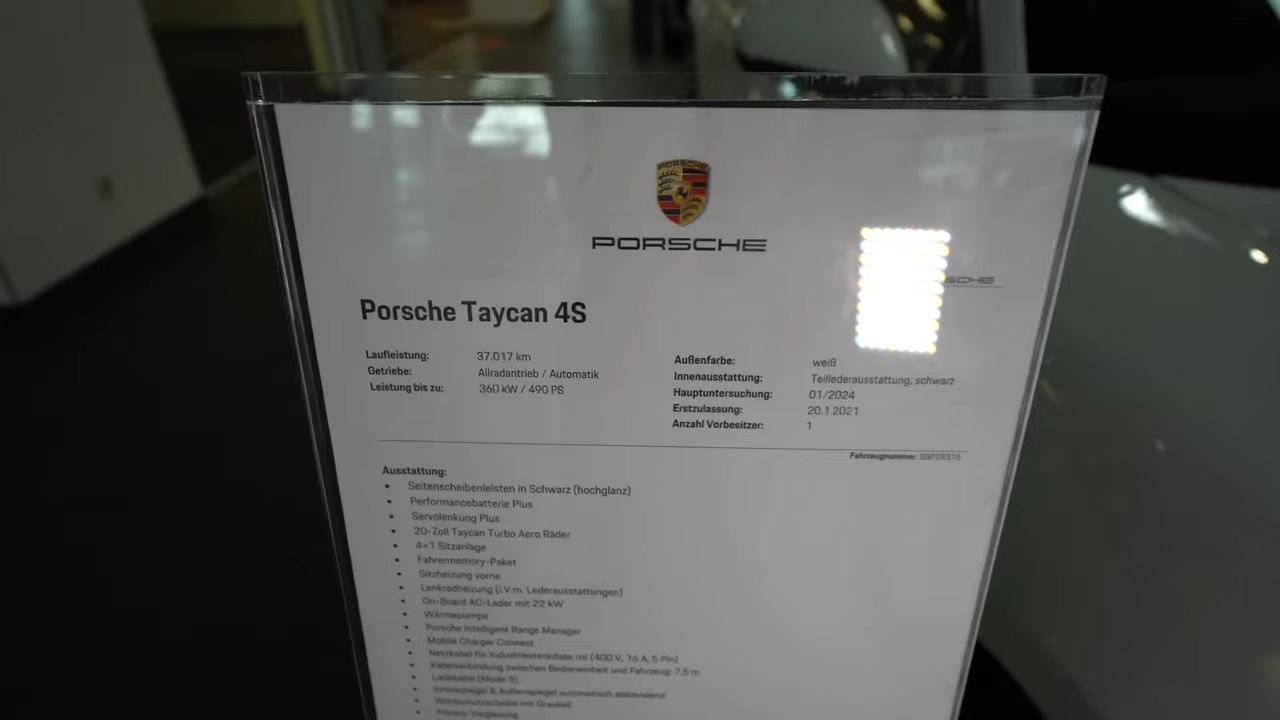 PORSCHE
PORSCHE
SCHE
Porsche Taycan 4S
Laufleistung: 37.017 km
Getriebe: Allradantrieb / Automatik
Leistung bis zu: 360 kW / 490 PS
Außenfarbe: weiß
Innenausstattung: Teillederausstattung, schwarz
Hauptuntersuchung: 01/2024
Erstzulassung: 20.1.2021
Anzahl Vorbesitzer: 1
Fahrzeugnummer:
Ausstattung:
• Seitenscheibenleisten in Schwarz (hochglanz)
• Performancebatterie Plus
• Servolenkung Plus
• 20-Zoll Taycan Turbo Aero Räder
• 4+1 Sitzanlage
• Fahrermemory-Paket
• Sitzheizung vorne
• Lenkradheizung (i.V.m. Lederausstattungen)
• On-Board AC-Lader mit 22 kW
• Wärmepumpe
• Porsche Intelligent Range Manager
• Mobile Charger Connect
• Netzkabel für Industriesteckdose rot (400 V, 16 A, 5 Pin)
• Kabelverbindung zwischen Bedieneinheit und Fahrzeug: 7,5 m
• Ladekabel (Mode 3)
• Innenspiegel & Außenspiegel automatisch abblendend
• Windschutzscheibe mit Graukeil
• Privacy-Verglasung